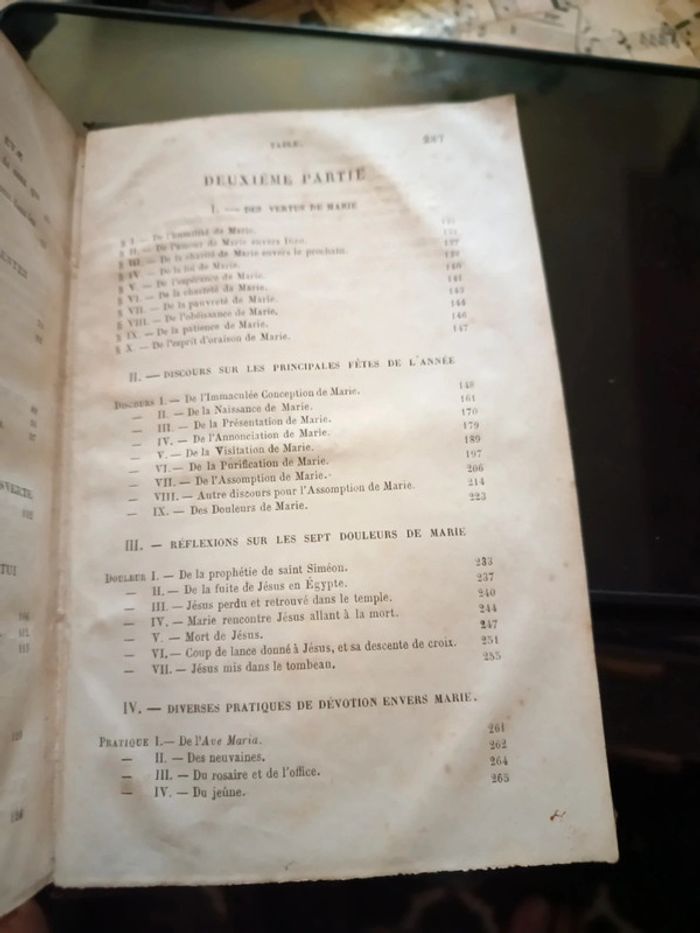 TABLE. 287
DEUXIÈME PARTIE
I. — DES VERTUS DE MARIE
§ I. — De l'humilité de Marie.
§ II. — De l'amour de Marie envers Dieu.
§ III. — De la charité de Marie envers le prochain. 137
§ IV. — De la foi de Marie. 139
§ V. — De l'espérance de Marie. 140
§ VI. — De la chasteté de Marie. 141
§ VII. — De la pauvreté de Marie. 143
§ VIII. — De l'obéissance de Marie. 144
§ IX. — De la patience de Marie. 146
§ X. — De l'esprit d'oraison de Marie. 147
II. — DISCOURS SUR LES PRINCIPALES FÊTES DE L'ANNÉE
DISCOURS I. — De l'Immaculée Conception de Marie. 148
— II. — De la Naissance de Marie. 161
— III. — De la Présentation de Marie. 170
— IV. — De l'Annonciation de Marie. 179
— V. — De la Visitation de Marie. 189
— VI. — De la Purification de Marie. 197
— VII. — De l'Assomption de Marie. 206
— VIII. — Autre discours pour l'Assomption de Marie. 214
— IX. — Des Douleurs de Marie. 223
III. — RÉFLEXIONS SUR LES SEPT DOULEURS DE MARIE
DOULEUR I. — De la prophétie de saint Siméon. 233
— II. — De la fuite de Jésus en Égypte. 237
— III. — Jésus perdu et retrouvé dans le temple. 240
— IV. — Marie rencontre Jésus allant à la mort. 244
— V. — Mort de Jésus. 247
— VI. — Coup de lance donné à Jésus, et sa descente de croix. 251
— VII. — Jésus mis dans le tombeau. 255
IV. — DIVERSES PRATIQUES DE DÉVOTION ENVERS MARIE.
PRATIQUE I. — De l'Ave Maria. 261
— II. — Des neuvaines. 262
— III. — Du rosaire et de l'office. 264
— IV. — Du jeûne. 265